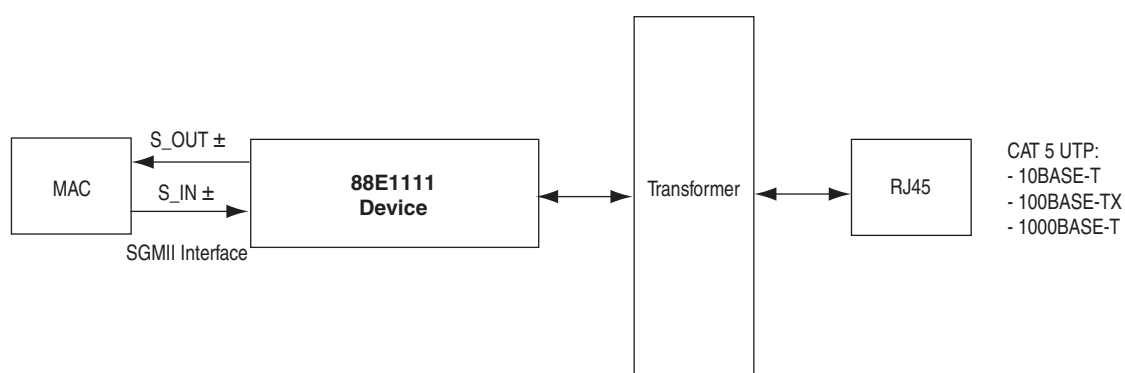 MAC
S_OUT ±
S_IN ±
SGMII Interface
88E1111
Device
Transformer
RJ45
CAT 5 UTP:
- 10BASE-T
- 100BASE-TX
- 1000BASE-T